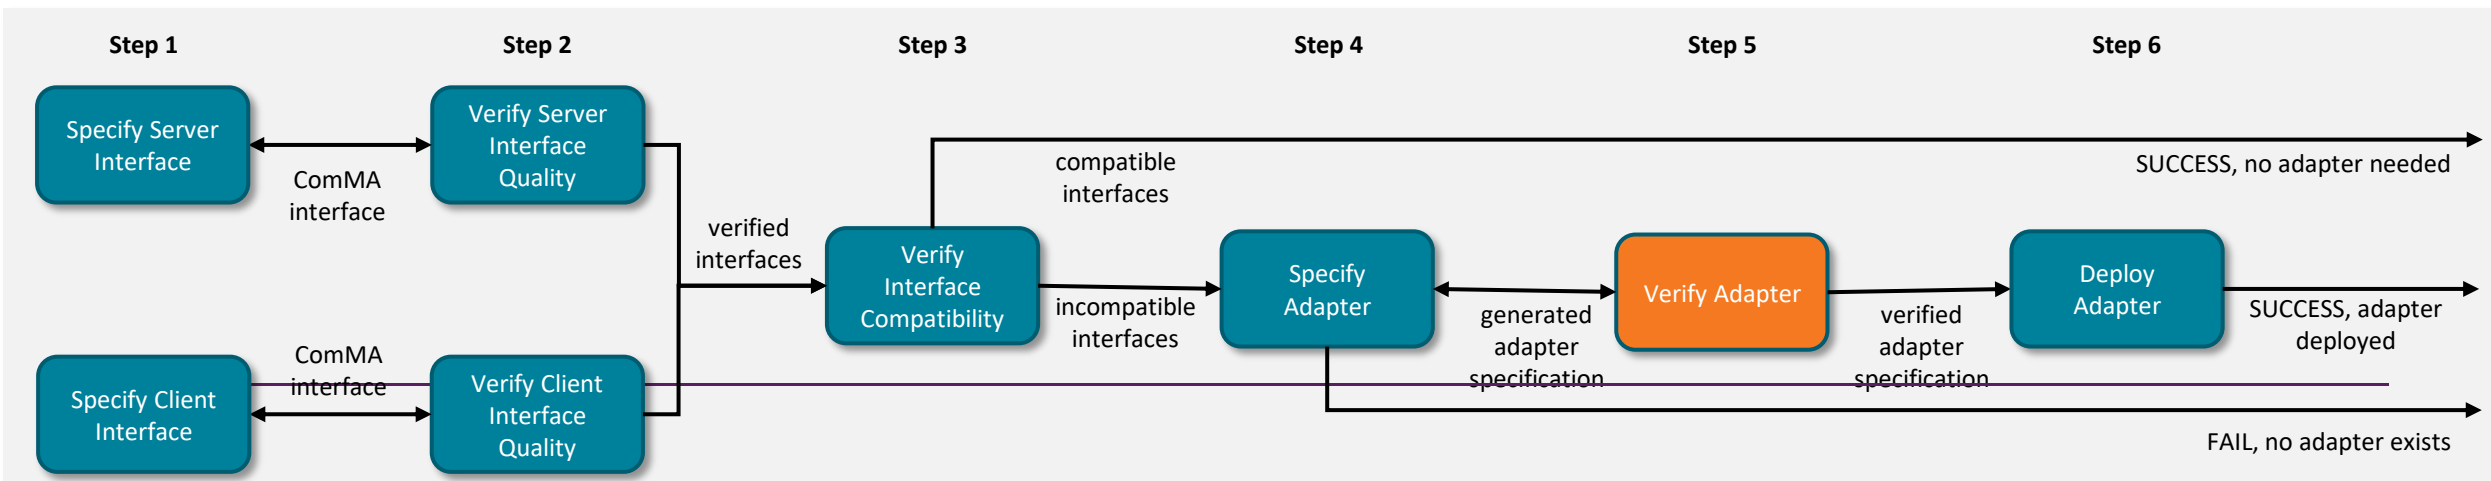 Step 1
Step 2
Step 3
Step 4
Step 5
Step 6
Specify Server
Interface
ComMA
interface
Verify Server
Interface
Quality
Specify Client
Interface
ComMA
interface
Verify Client
Interface
Quality
verified
interfaces
Verify
Interface
Compatibility
compatible
interfaces
SUCCESS, no adapter needed
incompatible
interfaces
Specify
Adapter
generated
adapter
specification
Verify Adapter
verified
adapter
specification
Deploy
Adapter
SUCCESS, adapter
deployed
FAIL, no adapter exists